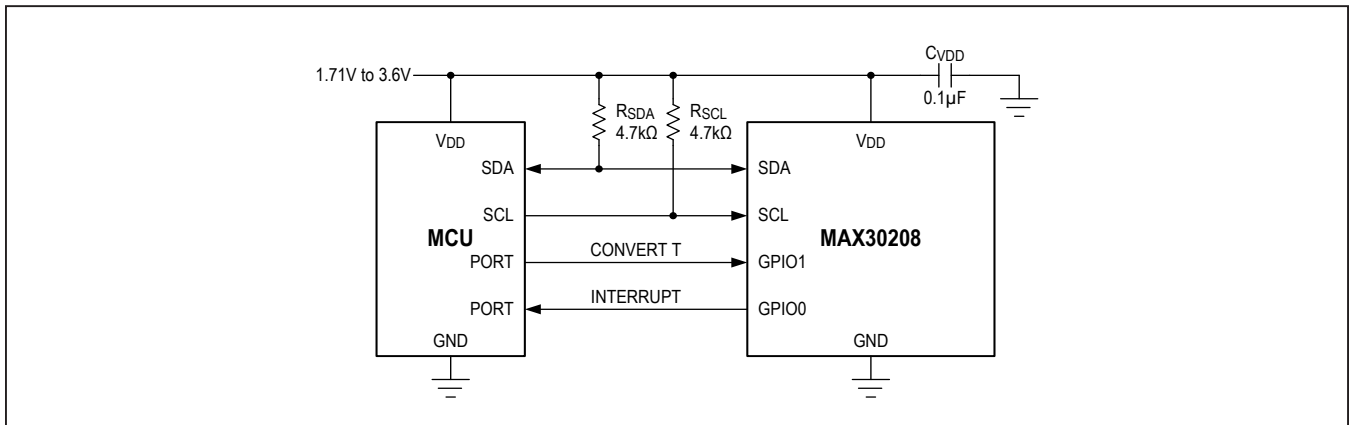 CVDD
1.71V to 3.6V
0.1µF
RSDA
4.7kΩ
RSCL
4.7kΩ
VDD
VDD
SDA
SDA
SCL
SCL
MCU
MAX30208
PORT
CONVERT T
GPIO1
PORT
INTERRUPT
GPIO0
GND
GND